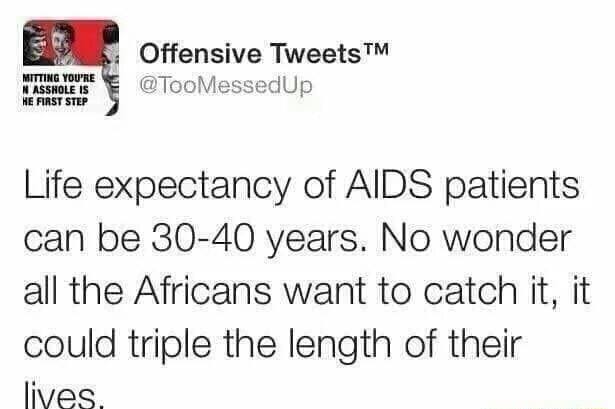 MITTING YOU'RE
N ASSHOLE IS
HE FIRST STEP
Offensive Tweets™
@TooMessedUp
Life expectancy of AIDS patients
can be 30-40 years. No wonder
all the Africans want to catch it, it
could triple the length of their
lives.